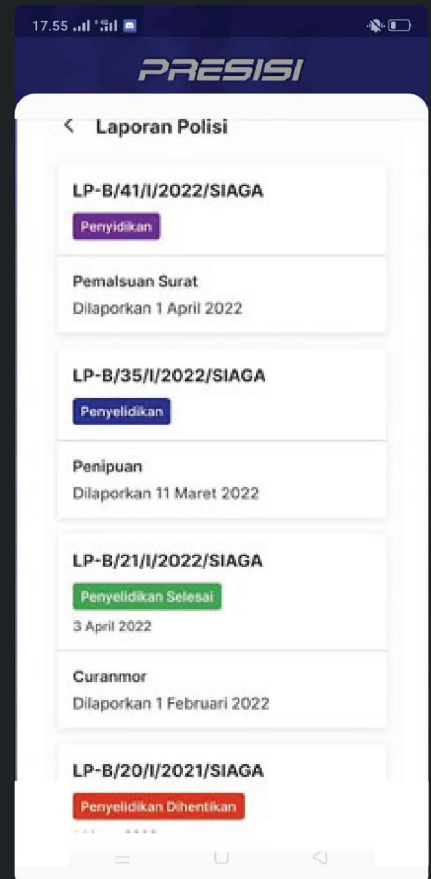 17.55
PRESISI
Laporan Polisi
LP-B/41/I/2022/SIAGA
Penyidikan
Pemalsuan Surat
Dilaporkan 1 April 2022
LP-B/35/I/2022/SIAGA
Penyelidikan
Penipuan
Dilaporkan 11 Maret 2022
LP-B/21/I/2022/SIAGA
Penyelidikan Selesai
3 April 2022
Curanmor
Dilaporkan 1 Februari 2022
LP-B/20/I/2021/SIAGA
Penyelidikan Dihentikan